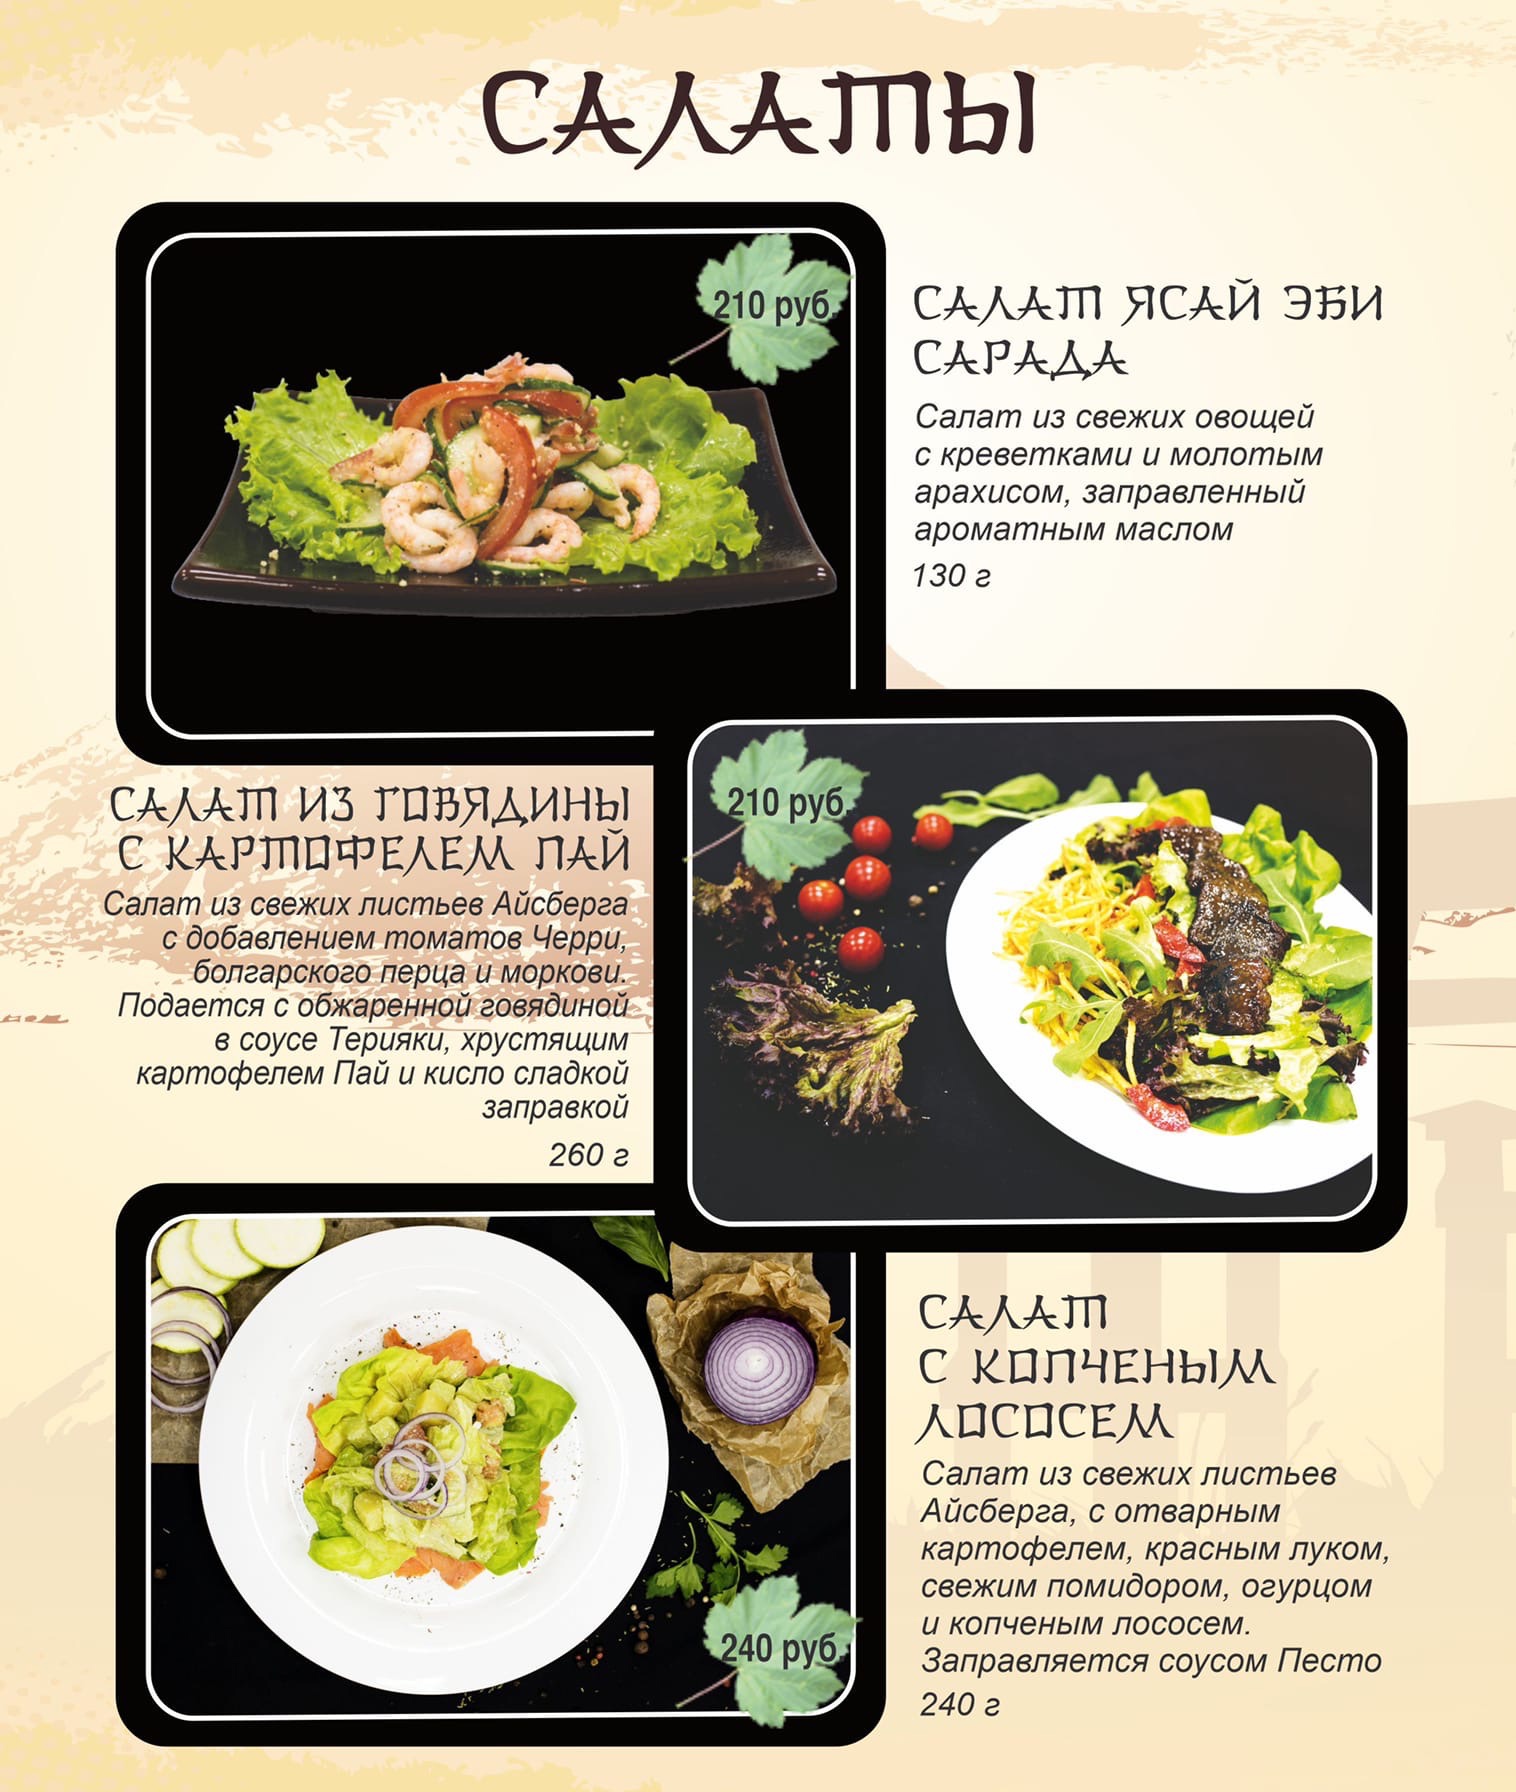 САЛАТЫ
210 руб.
САЛАТ ЯСАЙ ЭБИ
САРАДА
Салат из свежих овощей
с креветками и молотым
арахисом, заправленный
ароматным маслом
130 г
САЛАТ ИЗ ГОВЯДИНЫ
С КАРТОФЕЛЕМ ПАЙ
Салат из свежих листьев Айсберга
с добавлением томатов Черри,
болгарского перца и моркови.
Подается с обжаренной говядиной
в соусе Терияки, хрустящим
картофелем Пай и кисло сладкой
заправкой
260 г
210 руб.
САЛАТ
С КОПЧЕНЫМ
ЛОСОСЕМ
Салат из свежих листьев
Айсберга, с отварным
картофелем, красным луком,
свежим помидором, огурцом
и копченым лососем.
Заправляется соусом Песто
240 г
240 руб.